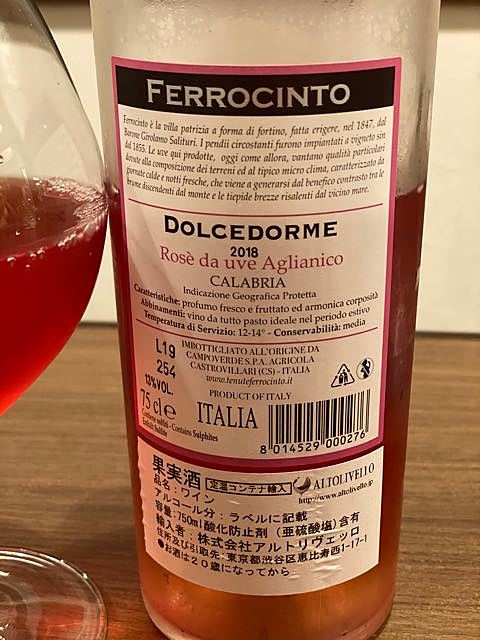 FERROCINTO
Ferrocinto è la villa patrizia a forma di fortino, fatta erigere, nel 1847, dal
Barone Girolamo Salituri. I pendii circostanti furono impiantati a vigneto sin
dal 1855. Le uve qui prodotte, oggi come allora, vantano qualità particolari
dovute alla composizione dei terreni ed al tipico micro clima, caratterizzato da
giornate calde e notti fresche, che viene a generarsi dal benefico contrasto tra le
brume discendenti dal monte e le tiepide brezze risalenti dal vicino mare.
DOLCEDORME
2018
Rosè da uve Aglianico
CALABRIA
Indicazione Geografica Protetta
Caratteristiche: profumo fresco e fruttato ed armonica corposità
Abbinamenti: vino da tutto pasto ideale nel periodo estivo
Temperatura di Servizio: 12-14° - Conservabilità: media
L19
254
13%VOL.
75 cl e
Contiene solfiti - Contains Sulphites
Enthält Sulfite
IMBOTTIGLIATO ALL'ORIGINE DA
CAMPOVERDE S.P.A. AGRICOLA
CASTROVILLARI (CS) - ITALIA
www.tenuteferrocinto.it
PRODUCT OF ITALY
ITALIA
8 014529 000276
果実酒 定温コンテナ輸入 ALTOLIVELLO
品名:ワイン http://www.altolivello.jp
アルコール分:ラベルに記載
容量:750ml 酸化防止剤(亜硫酸塩)含有
輸入者:株式会社アルトリヴェッロ
住所及び引取先:東京都渋谷区恵比寿西1-17-1
●お酒は20歳になってから